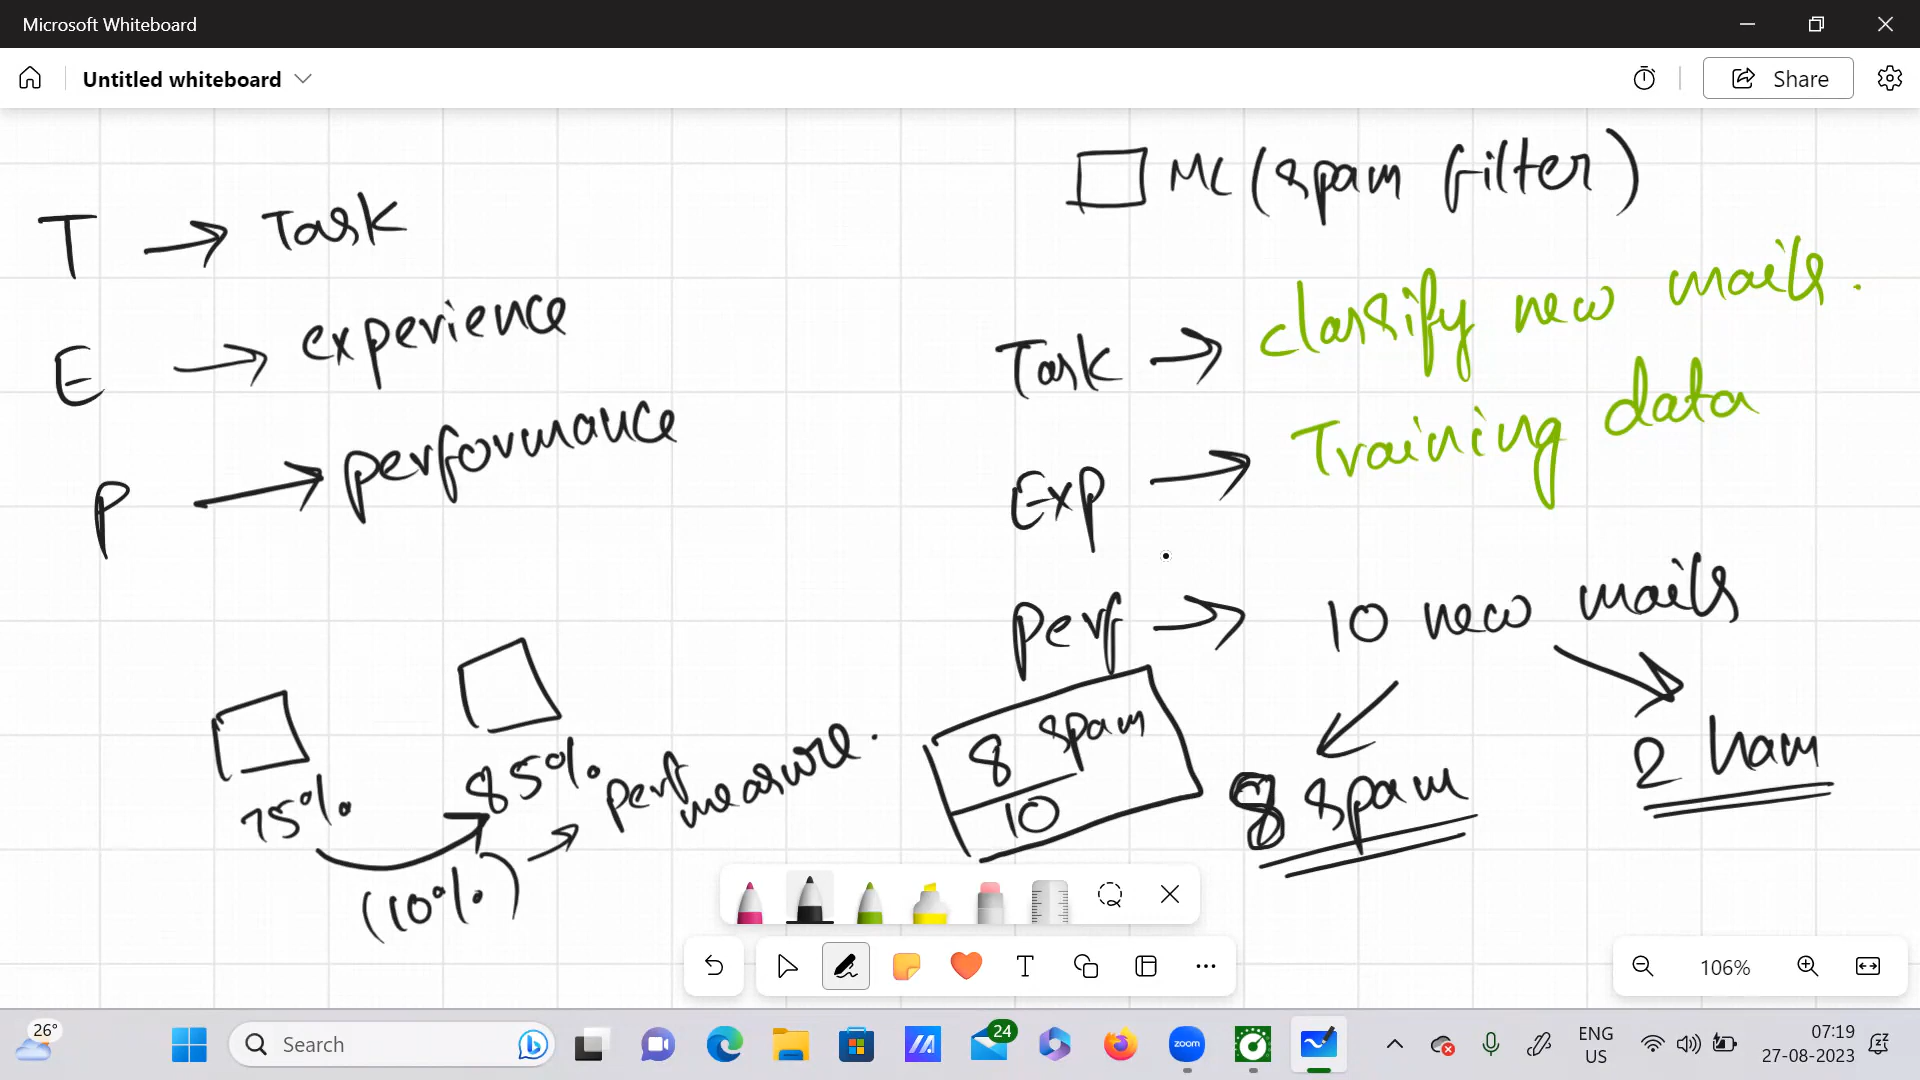 Microsoft Whiteboard
Untitled whiteboard
Share
T → Task
E → experience
P → performance
ML (spam filter)
Task → classify new mails.
Exp → Training data
perf → 10 new mails
8 spam
2 ham
8 spam
10
75%
85%
(10%) → perf measure.
106%
26°
Search
24
zoom
ENG
US
07:19
27-08-2023